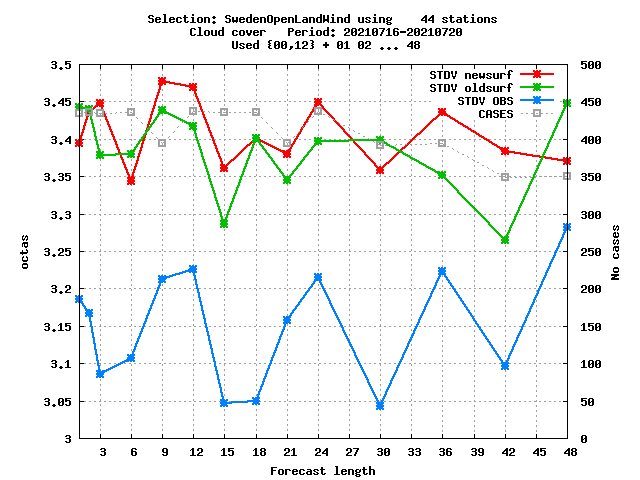 Selection: SwedenOpenLandWind using    44 stations
Cloud cover   Period: 20210716-20210720
Used {00,12} + 01 02 ... 48
STDV newsurf
STDV oldsurf
STDV OBS
CASES
3.5
3.45
3.4
3.35
3.3
3.25
3.2
3.15
3.1
3.05
3
octas
500
450
400
350
300
250
200
150
100
50
0
No cases
3 6 9 12 15 18 21 24 27 30 33 36 39 42 45 48
Forecast length